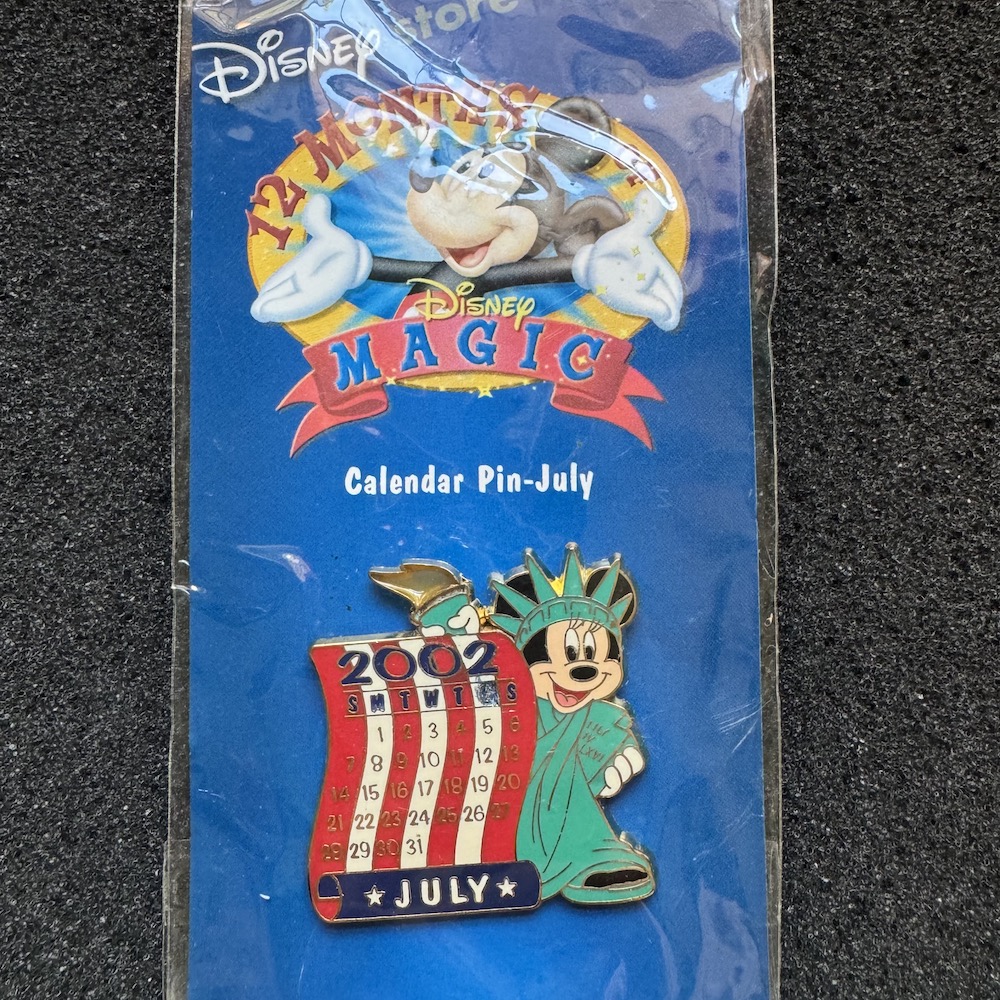 store
Disney
12 MONTHS
Disney
MAGIC
Calendar Pin-July
2002
S M T W T F S
1 2 3 4 5 6
7 8 9 10 11 12 13
14 15 16 17 18 19 20
21 22 23 24 25 26 27
28 29 30 31
JULY